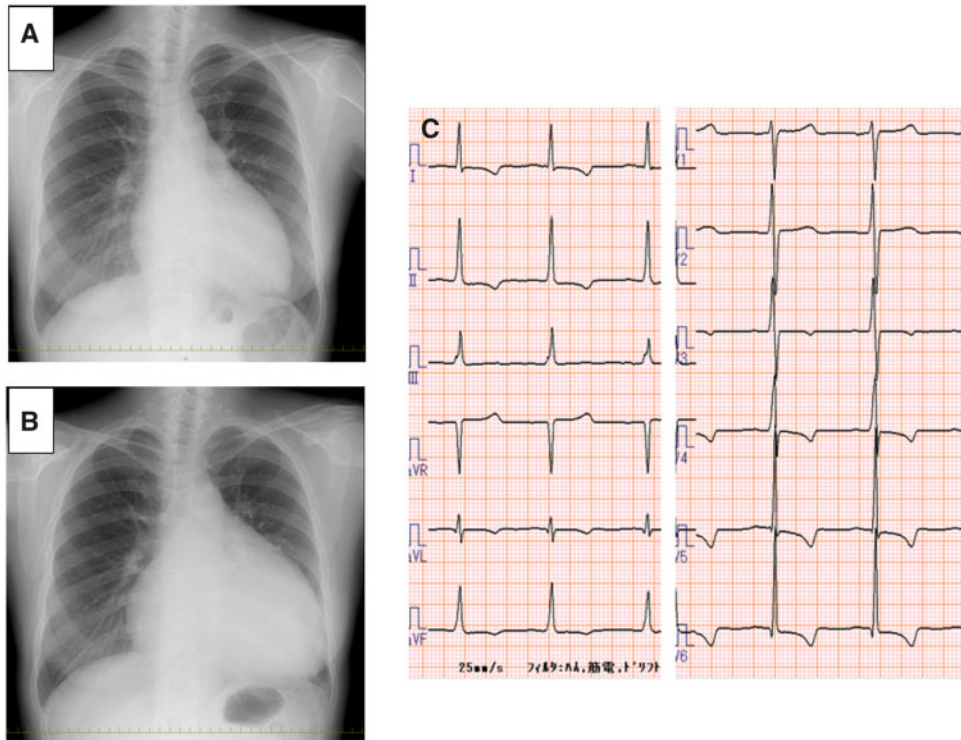 A
B
C
I
II
III
aVR
aVL
aVF
25mm/s ﾌｨﾙﾀ:ﾊﾑ,筋電,ﾄﾞﾘﾌﾄ
V1
V2
V3
V4
V5
V6